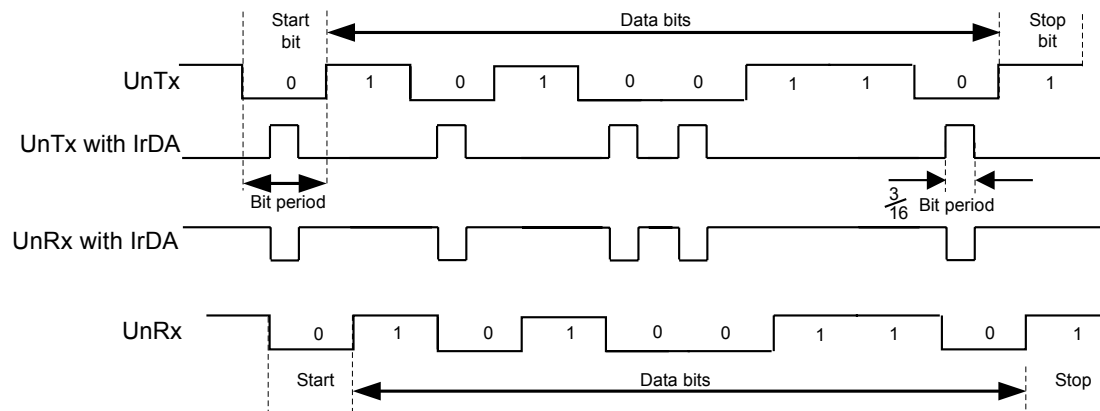 Start
bit
Data bits
Stop
bit
UnTx
0 1 0 1 0 0 1 1 0 1
UnTx with IrDA
Bit period
3/16 Bit period
UnRx with IrDA
UnRx
0 1 0 1 0 0 1 1 0 1
Start
Data bits
Stop